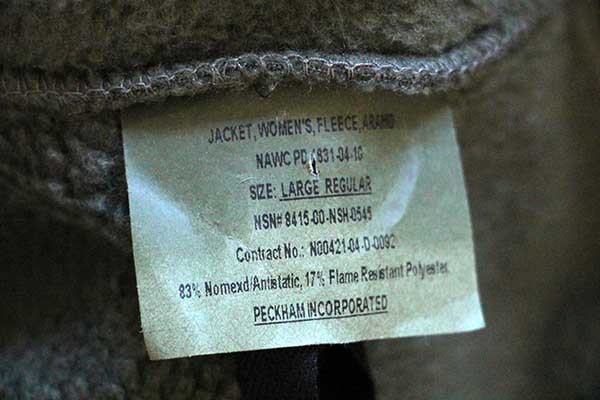 JACKET, WOMEN'S, FLEECE, ARAMID
NAWC PD 4831-04-10
SIZE: LARGE REGULAR
NSN# 8415-00-NSH-0545
Contract No.: N00421-04-D-0092
83% Nomexd/Antistatic, 17% Flame Resistant Polyester,
PECKHAM INCORPORATED